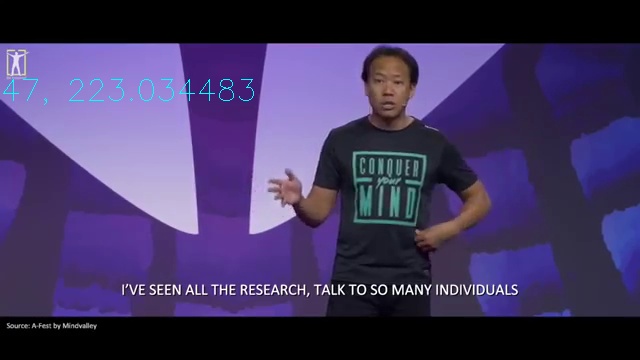 47, 223.034483
CONQUER
your
MIND
I'VE SEEN ALL THE RESEARCH, TALK TO SO MANY INDIVIDUALS
Source: A-Fest by Mindvalley